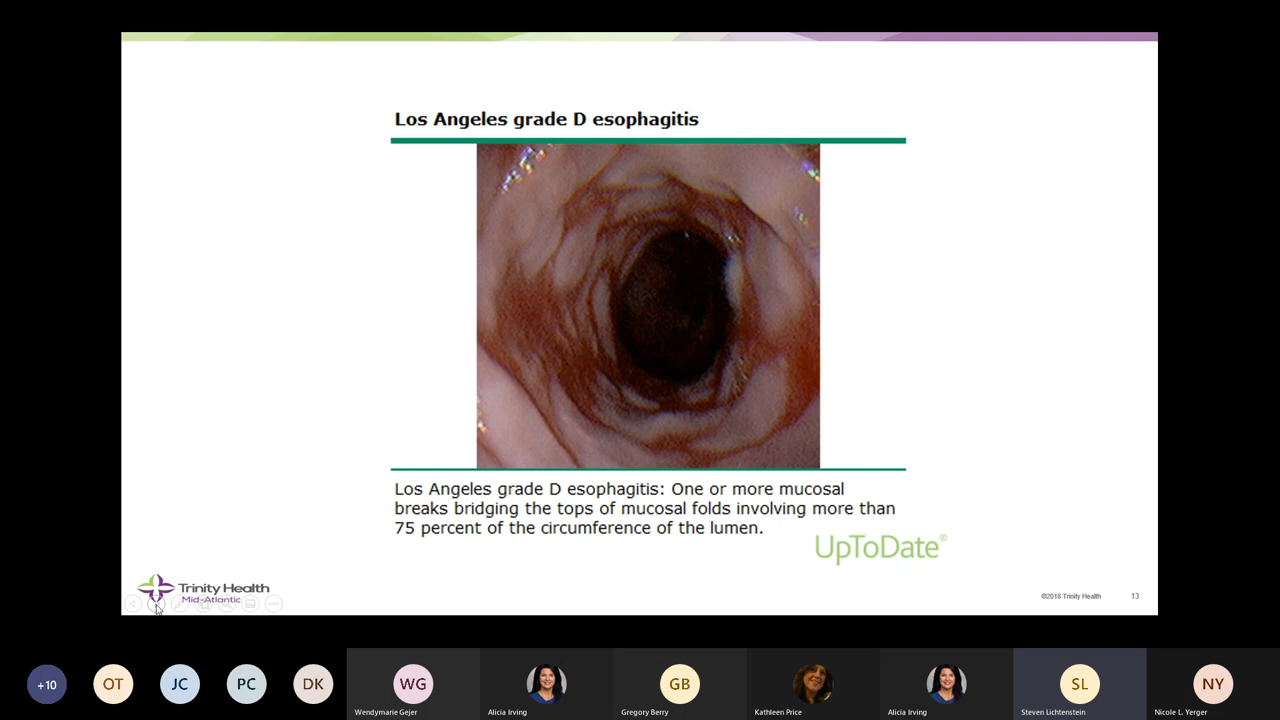 Los Angeles grade D esophagitis
Los Angeles grade D esophagitis: One or more mucosal
breaks bridging the tops of mucosal folds involving more than
75 percent of the circumference of the lumen.
UpToDate®
Trinity Health
Mid-Atlantic
©2018 Trinity Health 13
+10 OT JC PC DK WG GB SL NY
Wendymarie Gejer Alicia Irving Gregory Berry Kathleen Price Alicia Irving Steven Lichtenstein Nicole L. Yerger